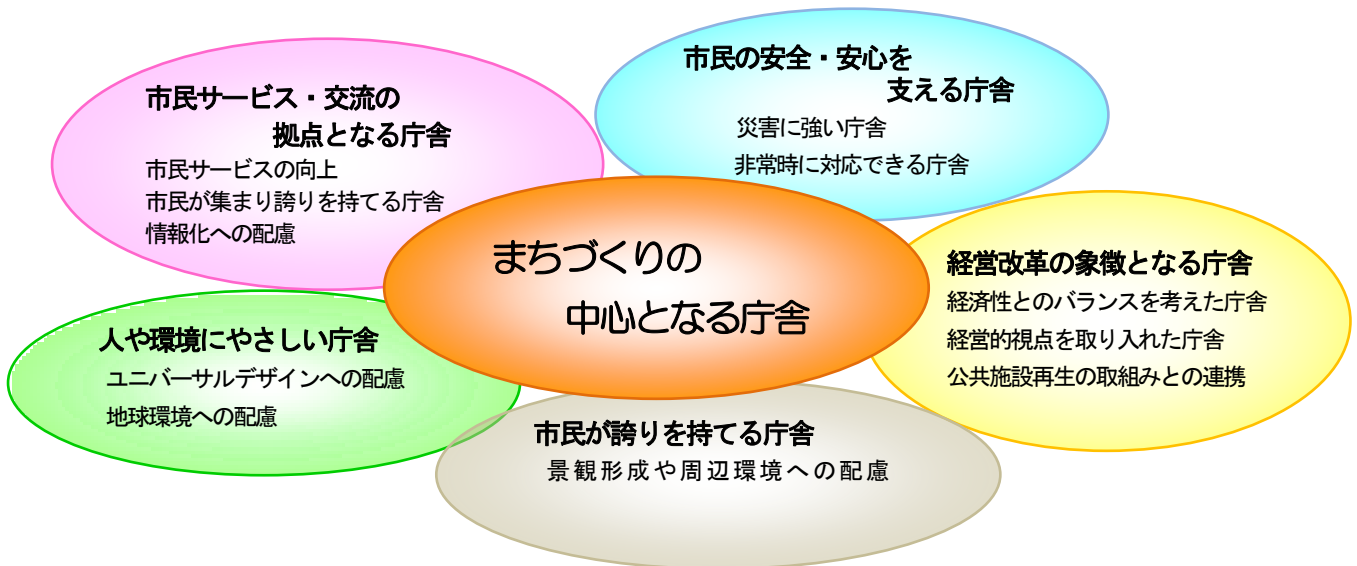 市民サービス・交流の
拠点となる庁舎
市民サービスの向上
市民が集まり誇りを持てる庁舎
情報化への配慮
市民の安全・安心を
支える庁舎
災害に強い庁舎
非常時に対応できる庁舎
まちづくりの
中心となる庁舎
経営改革の象徴となる庁舎
経済性とのバランスを考えた庁舎
経営的視点を取り入れた庁舎
公共施設再生の取組みとの連携
人や環境にやさしい庁舎
ユニバーサルデザインへの配慮
地球環境への配慮
市民が誇りを持てる庁舎
景観形成や周辺環境への配慮